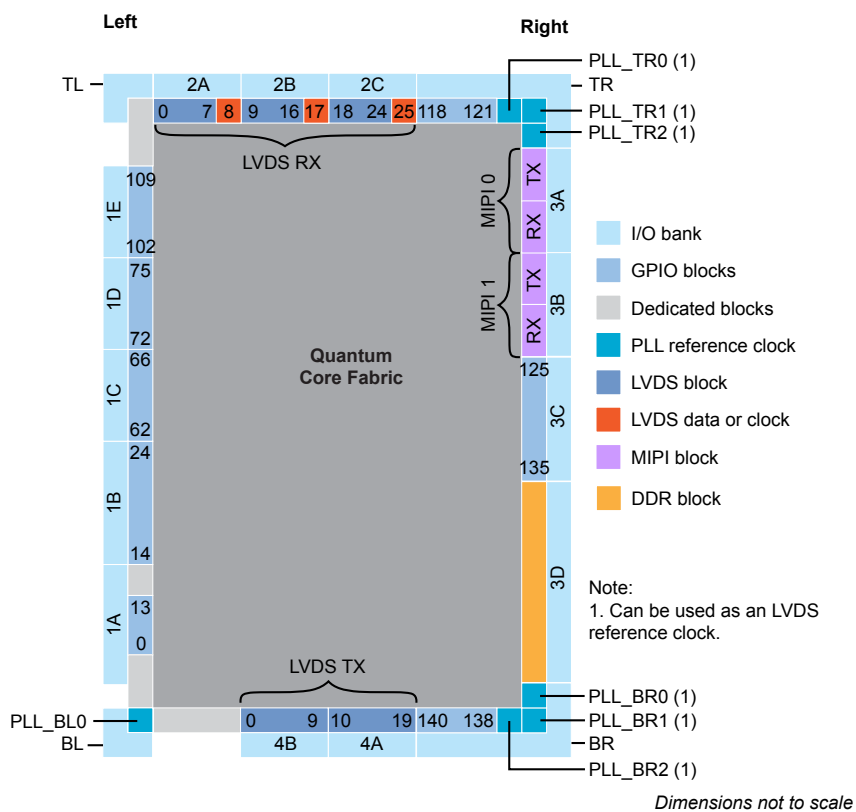 Left
Right
PLL_TR0 (1)
TL
2A
2B
2C
TR
0
7
8
9
16
17
18
24
25
118
121
PLL_TR1 (1)
PLL_TR2 (1)
LVDS RX
MIPI 0
TX
RX
3A
MIPI 1
TX
RX
3B
109
1E
102
75
1D
72
66
1C
62
24
1B
14
13
1A
0
Quantum
Core Fabric
125
3C
135
3D
I/O bank
GPIO blocks
Dedicated blocks
PLL reference clock
LVDS block
LVDS data or clock
MIPI block
DDR block
Note:
1. Can be used as an LVDS
reference clock.
LVDS TX
PLL_BR0 (1)
PLL_BL0
0
9
10
19
140
138
PLL_BR1 (1)
BL
4B
4A
BR
PLL_BR2 (1)
Dimensions not to scale